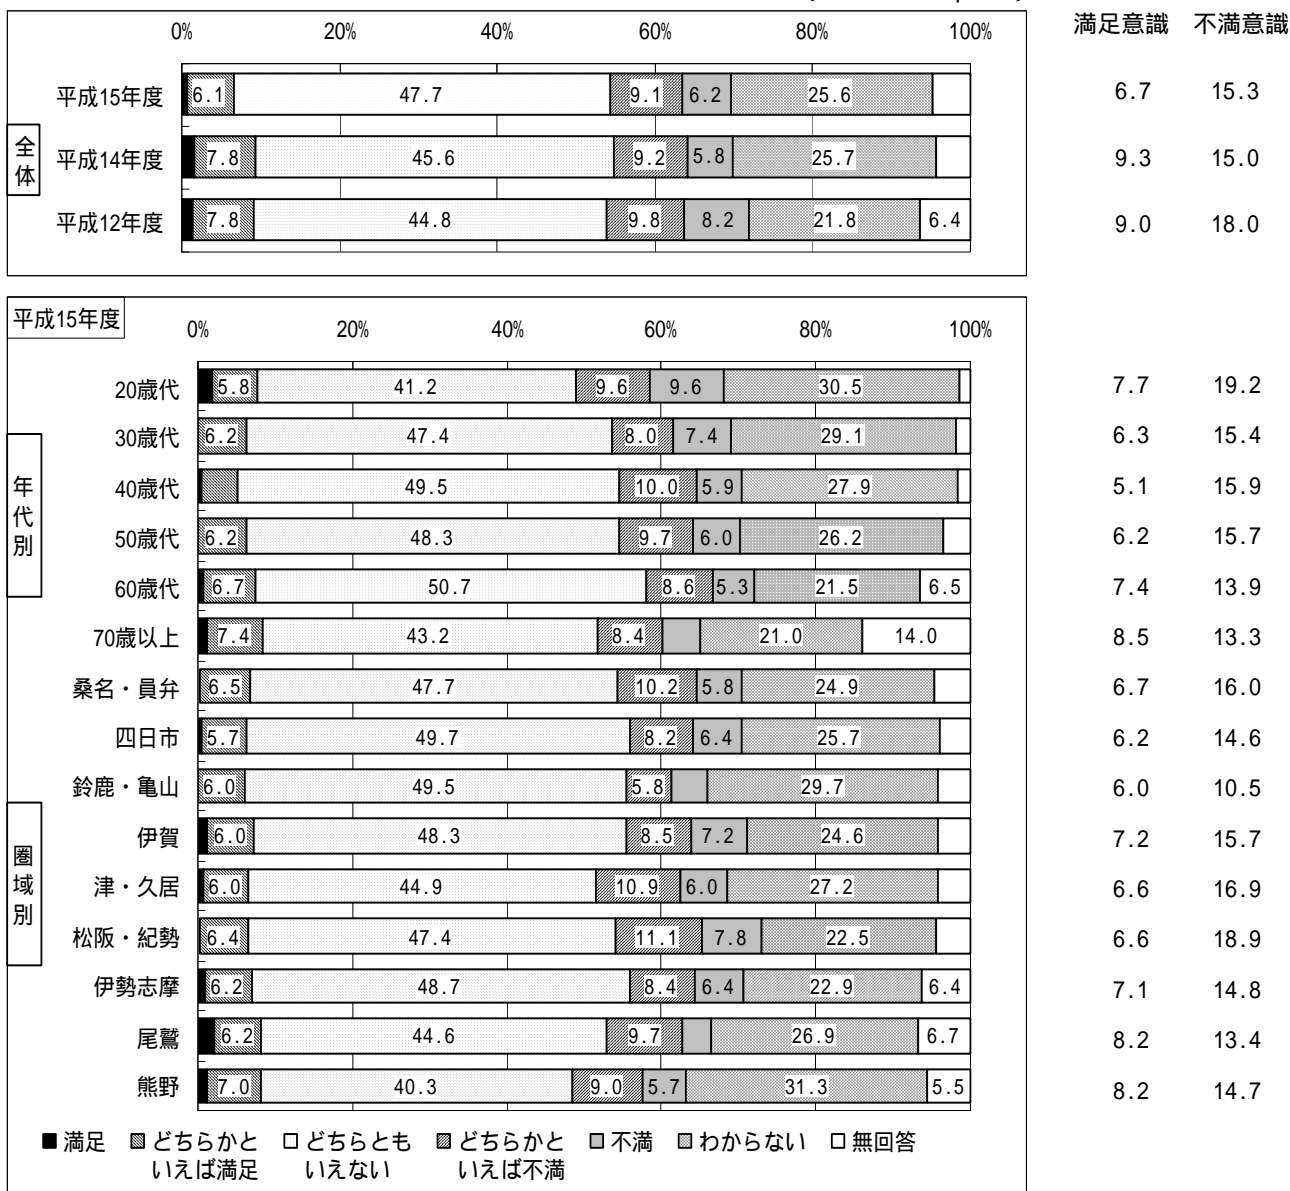 満足意識 不満意識
0% 20% 40% 60% 80% 100%
全体
平成15年度 6.1 47.7 9.1 6.2 25.6 6.7 15.3
平成14年度 7.8 45.6 9.2 5.8 25.7 9.3 15.0
平成12年度 7.8 44.8 9.8 8.2 21.8 6.4 9.0 18.0
平成15年度
0% 20% 40% 60% 80% 100%
年代別
20歳代 5.8 41.2 9.6 9.6 30.5 7.7 19.2
30歳代 6.2 47.4 8.0 7.4 29.1 6.3 15.4
40歳代 49.5 10.0 5.9 27.9 5.1 15.9
50歳代 6.2 48.3 9.7 6.0 26.2 6.2 15.7
60歳代 6.7 50.7 8.6 5.3 21.5 6.5 7.4 13.9
70歳以上 7.4 43.2 8.4 21.0 14.0 8.5 13.3
圏域別
桑名・員弁 6.5 47.7 10.2 5.8 24.9 6.7 16.0
四日市 5.7 49.7 8.2 6.4 25.7 6.2 14.6
鈴鹿・亀山 6.0 49.5 5.8 29.7 6.0 10.5
伊賀 6.0 48.3 8.5 7.2 24.6 7.2 15.7
津・久居 6.0 44.9 10.9 6.0 27.2 6.6 16.9
松阪・紀勢 6.4 47.4 11.1 7.8 22.5 6.6 18.9
伊勢志摩 6.2 48.7 8.4 6.4 22.9 6.4 7.1 14.8
尾鷲 6.2 44.6 9.7 26.9 6.7 8.2 13.4
熊野 7.0 40.3 9.0 5.7 31.3 5.5 8.2 14.7
満足 どちらかといえば満足 どちらともいえない どちらかといえば不満 不満 わからない 無回答